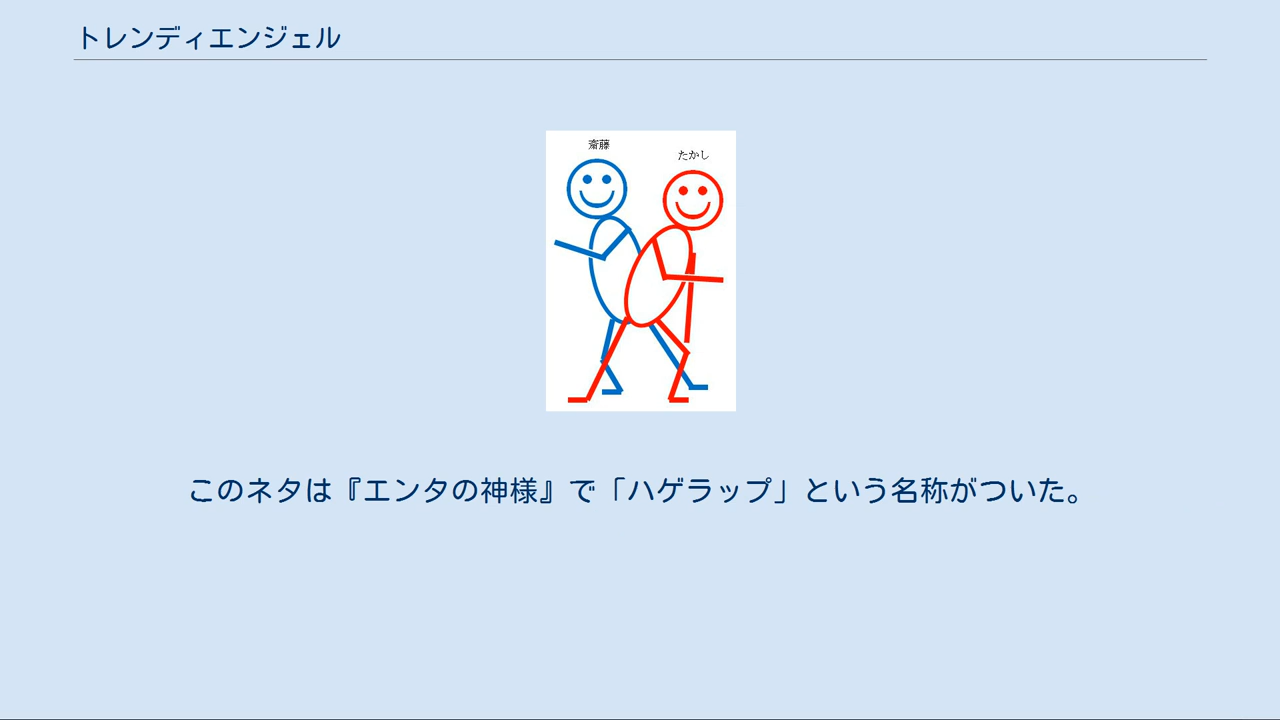 トレンディエンジェル
斎藤
たかし
このネタは『エンタの神様』で「ハゲラップ」という名称がついた。